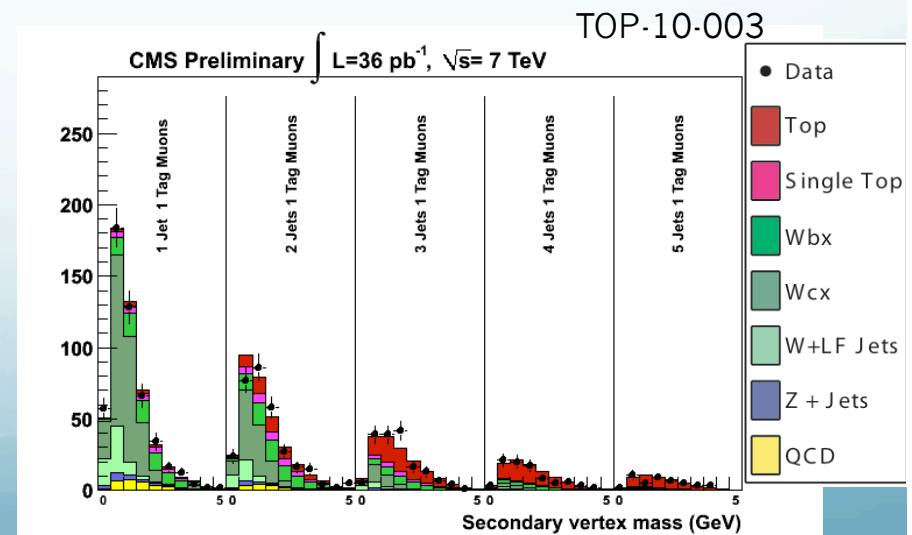 TOP-10-003
CMS Preliminary ∫ L=36 pb⁻¹, √s= 7 TeV
250
200
150
100
50
0
1 Jet 1 Tag Muons
2 Jets 1 Tag Muons
3 Jets 1 Tag Muons
4 Jets 1 Tag Muons
5 Jets 1 Tag Muons
0 5 0 5 0 5 0 5 0 5
Secondary vertex mass (GeV)
Data
Top
Single Top
Wbx
Wcx
W+LF Jets
Z + Jets
QCD